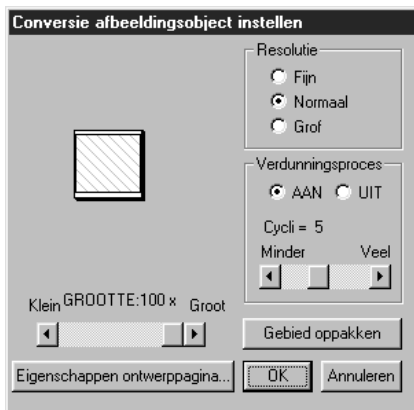 Conversie afbeeldingsobject instellen
Resolutie
Fijn
Normaal
Grof
Verdunningsproces
AAN UIT
Cycli = 5
Minder Veel
Klein GROOTTE:100 x Groot
Gebied oppakken
Eigenschappen ontwerppagina... OK Annuleren